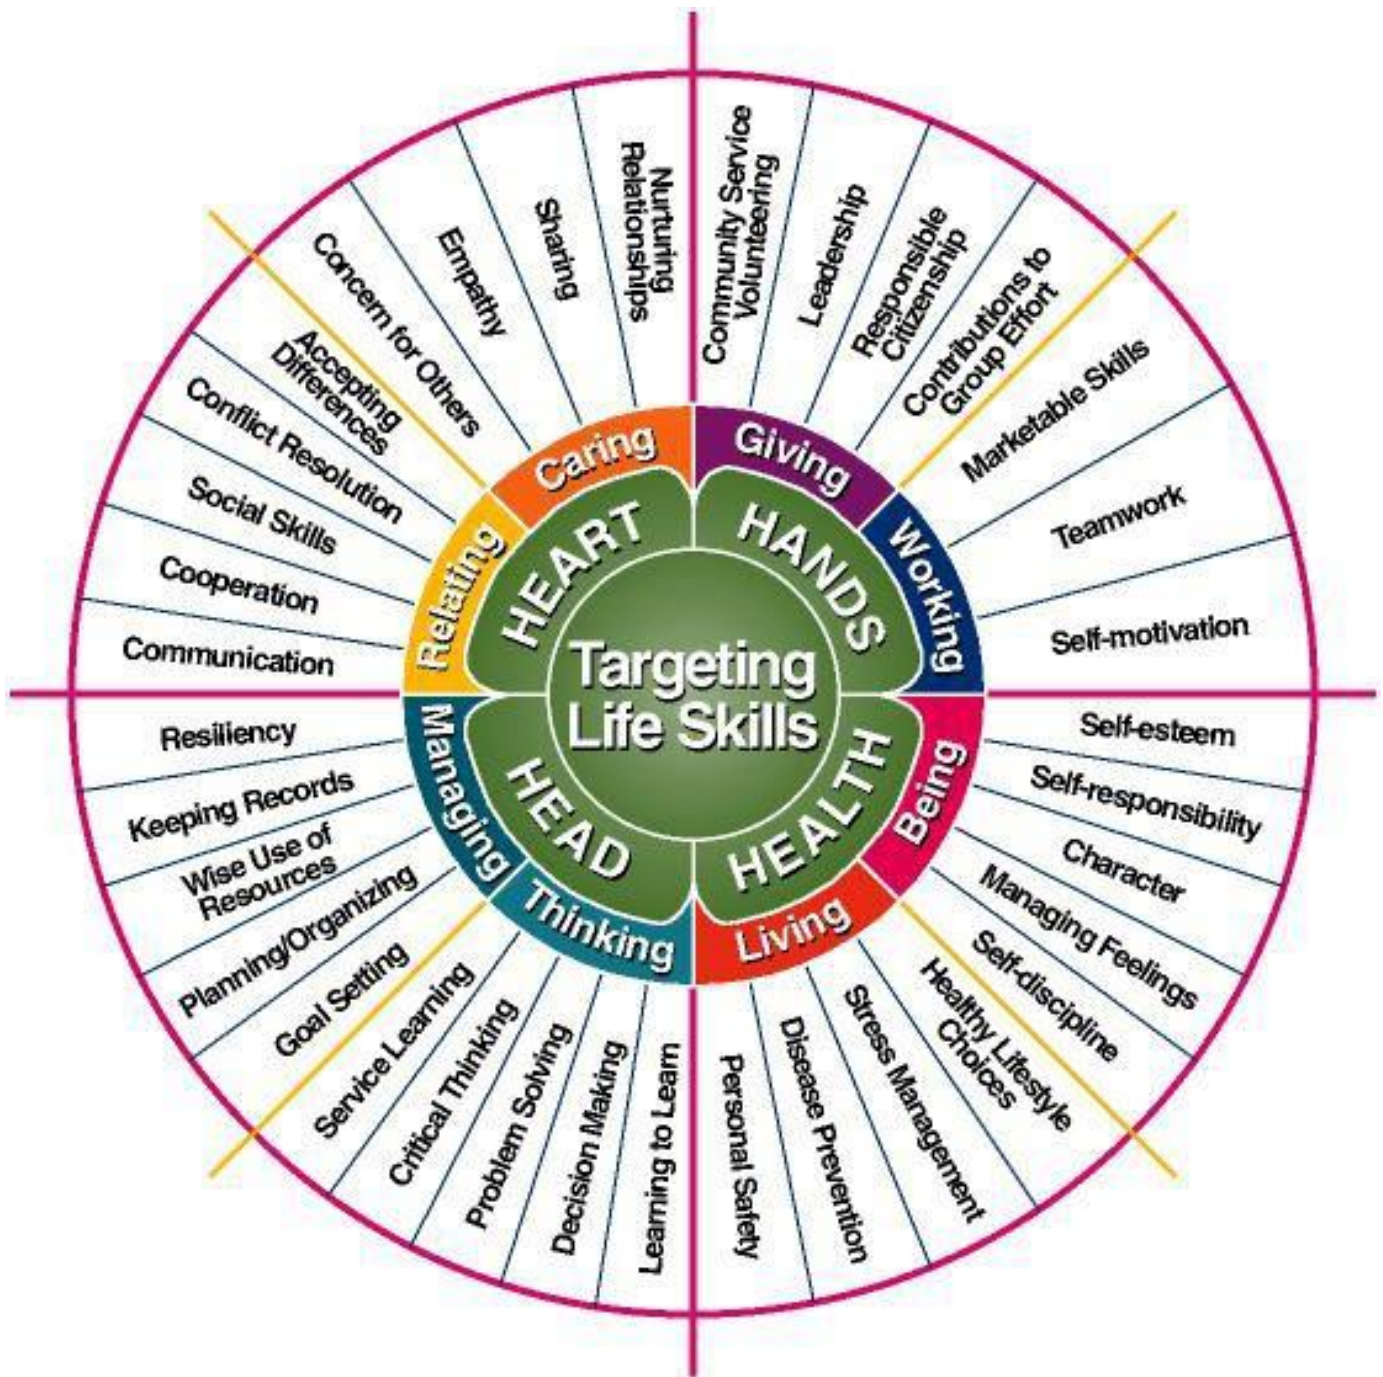 Targeting
Life Skills
HEART
Caring
Nurturing
Relationships
Sharing
Empathy
Concern for Others
Relating
Accepting
Differences
Conflict Resolution
Social Skills
Cooperation
Communication
HANDS
Giving
Community Service
Volunteering
Leadership
Responsible
Citizenship
Contributions to
Group Effort
Working
Marketable Skills
Teamwork
Self-motivation
HEALTH
Being
Self-esteem
Self-responsibility
Character
Managing Feelings
Self-discipline
Living
Healthy Lifestyle
Choices
Stress Management
Disease Prevention
Personal Safety
HEAD
Thinking
Learning to Learn
Decision Making
Problem Solving
Critical Thinking
Service Learning
Managing
Goal Setting
Planning/Organizing
Wise Use of
Resources
Keeping Records
Resiliency